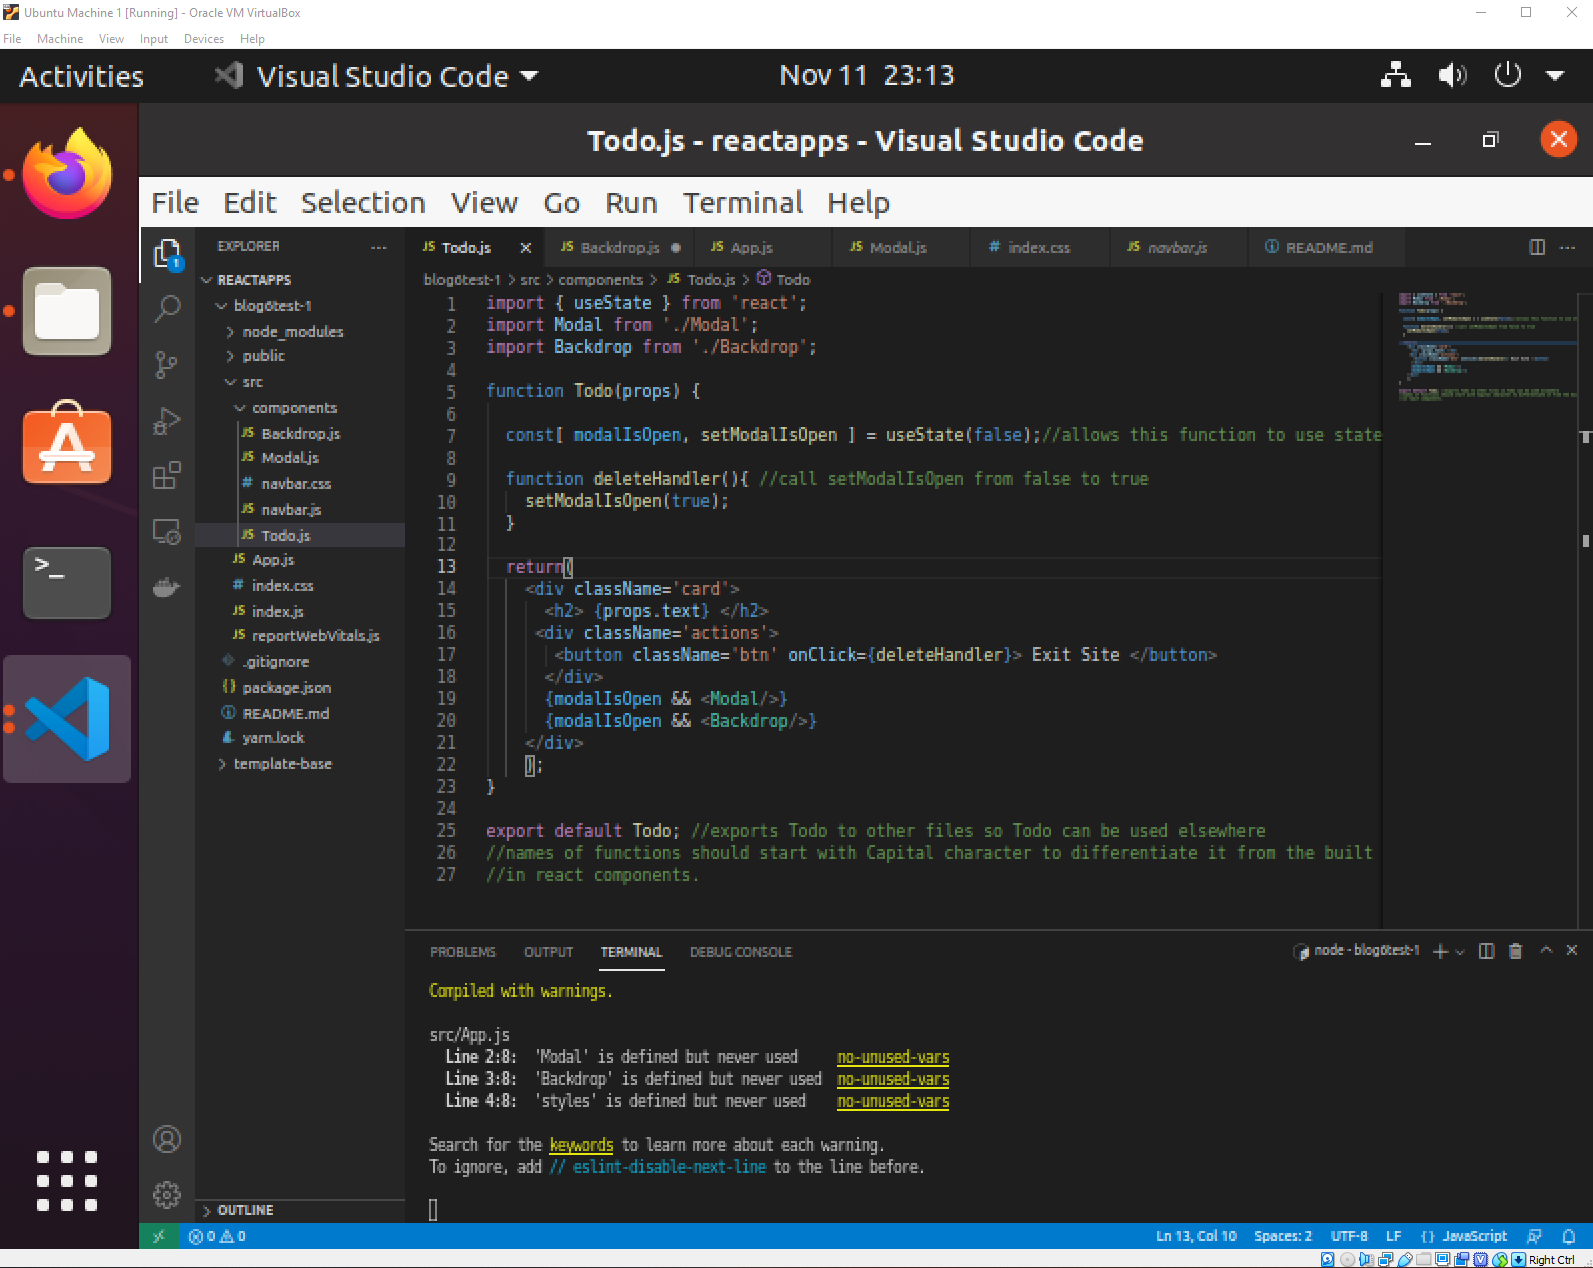 Ubuntu Machine 1 [Running] - Oracle VM VirtualBox
File Machine View Input Devices Help
Activities Visual Studio Code Nov 11 23:13
Todo.js - reactapps - Visual Studio Code
File Edit Selection View Go Run Terminal Help
EXPLORER ···
REACTAPPS
blog6test-1
node_modules
public
src
components
JS Backdrop.js
JS Modal.js
# navbar.css
JS navbar.js
JS Todo.js
JS App.js
# index.css
JS index.js
JS reportWebVitals.js
.gitignore
{} package.json
README.md
yarn.lock
template-base
OUTLINE
JS Todo.js JS Backdrop.js JS App.js JS Modal.js # index.css JS navbar.js README.md
blog6test-1 > src > components > JS Todo.js > Todo
1 import { useState } from 'react';
2 import Modal from './Modal';
3 import Backdrop from './Backdrop';
4
5 function Todo(props) {
6
7 const[ modalIsOpen, setModalIsOpen ] = useState(false);//allows this function to use state
8
9 function deleteHandler(){ //call setModalIsOpen from false to true
10 setModalIsOpen(true);
11 }
12
13 return(
14 <div className='card'>
15 <h2> {props.text} </h2>
16 <div className='actions'>
17 <button className='btn' onClick={deleteHandler}> Exit Site </button>
18 </div>
19 {modalIsOpen && <Modal/>}
20 {modalIsOpen && <Backdrop/>}
21 </div>
22 );
23 }
24
25 export default Todo; //exports Todo to other files so Todo can be used elsewhere
26 //names of functions should start with Capital character to differentiate it from the built
27 //in react components.
PROBLEMS OUTPUT TERMINAL DEBUG CONSOLE node - blog6test-1
Compiled with warnings.
src/App.js
Line 2:8: 'Modal' is defined but never used no-unused-vars
Line 3:8: 'Backdrop' is defined but never used no-unused-vars
Line 4:8: 'styles' is defined but never used no-unused-vars
Search for the keywords to learn more about each warning.
To ignore, add // eslint-disable-next-line to the line before.
0 0 Ln 13, Col 10 Spaces: 2 UTF-8 LF {} JavaScript
Right Ctrl